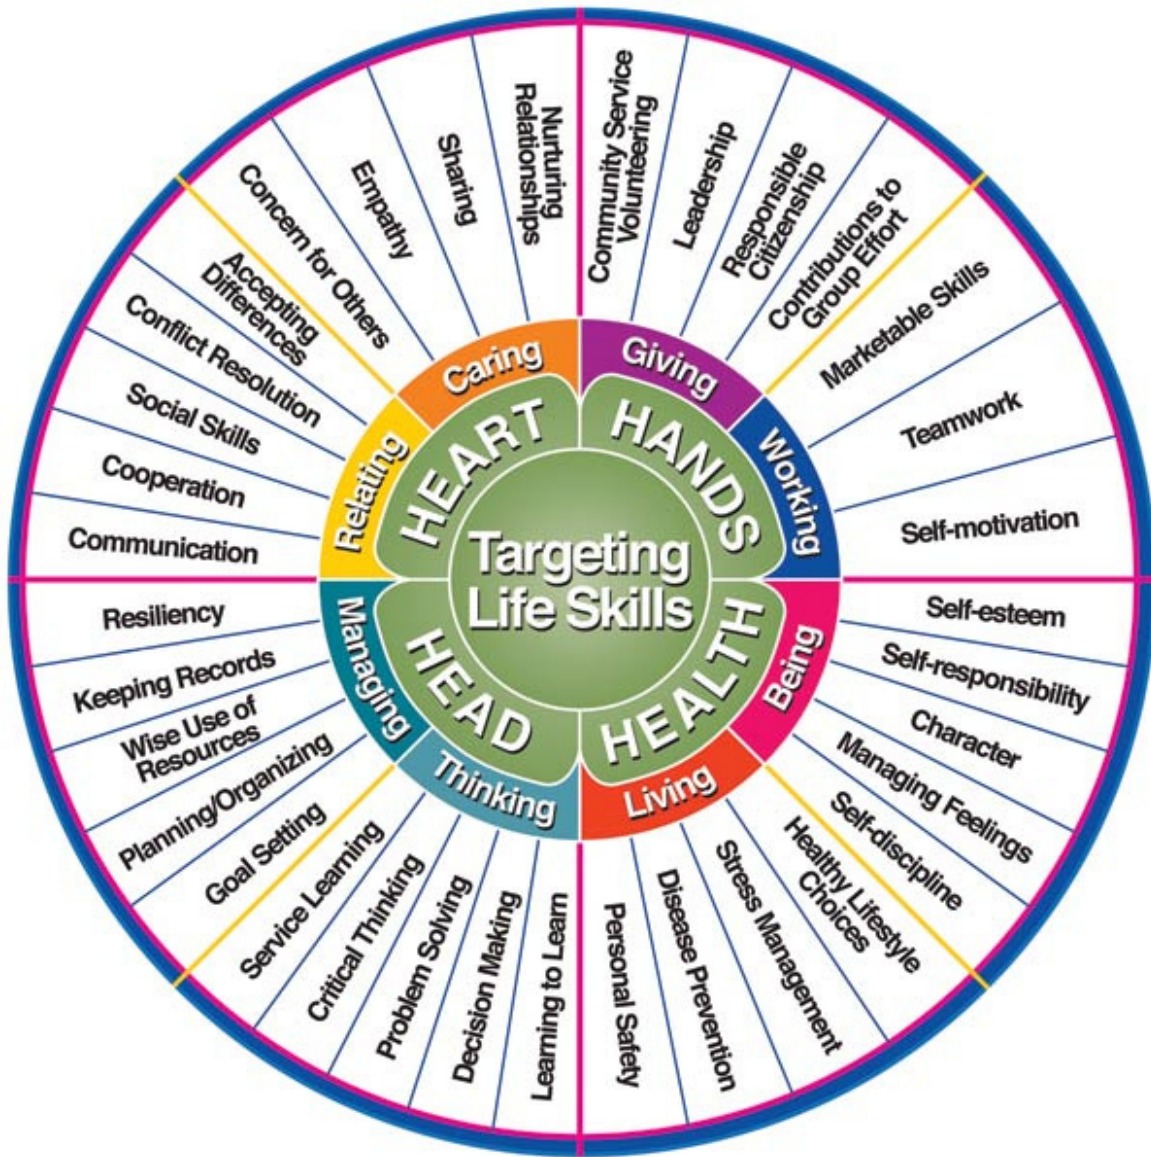 Targeting
Life Skills
HEART
HANDS
HEALTH
HEAD
Caring
Giving
Working
Being
Living
Thinking
Managing
Relating
Community Service
Volunteering
Leadership
Responsible
Citizenship
Contributions to
Group Effort
Marketable Skills
Teamwork
Self-motivation
Self-esteem
Self-responsibility
Character
Managing Feelings
Self-discipline
Healthy Lifestyle
Choices
Stress Management
Disease Prevention
Personal Safety
Learning to Learn
Decision Making
Problem Solving
Critical Thinking
Service Learning
Goal Setting
Planning/Organizing
Wise Use of
Resources
Keeping Records
Resiliency
Communication
Cooperation
Social Skills
Conflict Resolution
Accepting
Differences
Concern for Others
Empathy
Sharing
Nurturing
Relationships